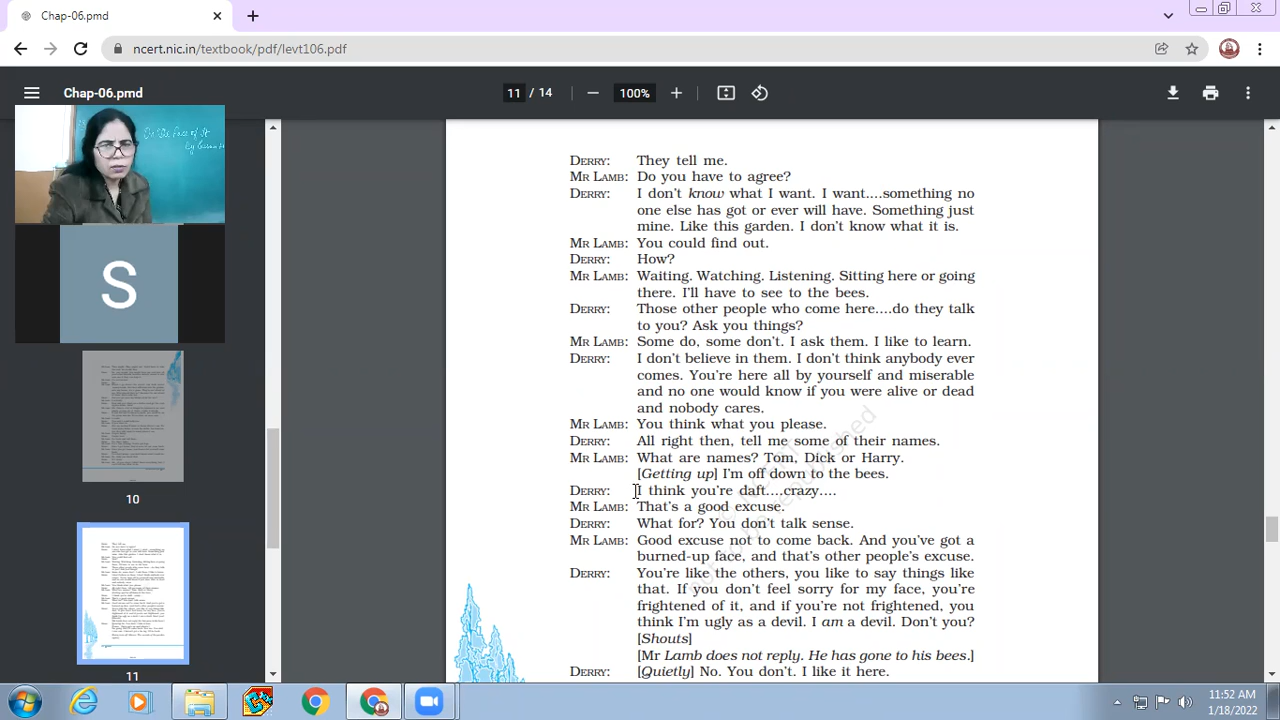 Chap-06.pmd
ncert.nic.in/textbook/pdf/levt106.pdf
Chap-06.pmd
11 / 14
100%
On The Face of It
S
10
11
DERRY: They tell me.
MR LAMB: Do you have to agree?
DERRY: I don't know what I want. I want....something no
one else has got or ever will have. Something just
mine. Like this garden. I don't know what it is.
MR LAMB: You could find out.
DERRY: How?
MR LAMB: Waiting. Watching. Listening. Sitting here or going
there. I'll have to see to the bees.
DERRY: Those other people who come here....do they talk
to you? Ask you things?
MR LAMB: Some do, some don't. I ask them. I like to learn.
DERRY: I don't believe in them. I don't think anybody ever
comes. You're here all by yourself and miserable
and no one would know if you were alive or dead
and nobody cares.
MR LAMB: You think what you please.
DERRY: All right then, tell me some of their names.
MR LAMB: What are names? Tom, Dick or Harry.
[Getting up] I'm off down to the bees.
DERRY: I think you're daft....crazy....
MR LAMB: That's a good excuse.
DERRY: What for? You don't talk sense.
MR LAMB: Good excuse not to come back. And you've got a
burned-up face, and that's other people's excuse.
DERRY: You're like the others, you like to say things like
that. If you don't feel sorry for my face, you're
frightened of it, and if you're not frightened, you
think I'm ugly as a devil. I am a devil. Don't you?
[Shouts]
[Mr Lamb does not reply. He has gone to his bees.]
DERRY: [Quietly] No. You don't. I like it here.
11:52 AM
1/18/2022